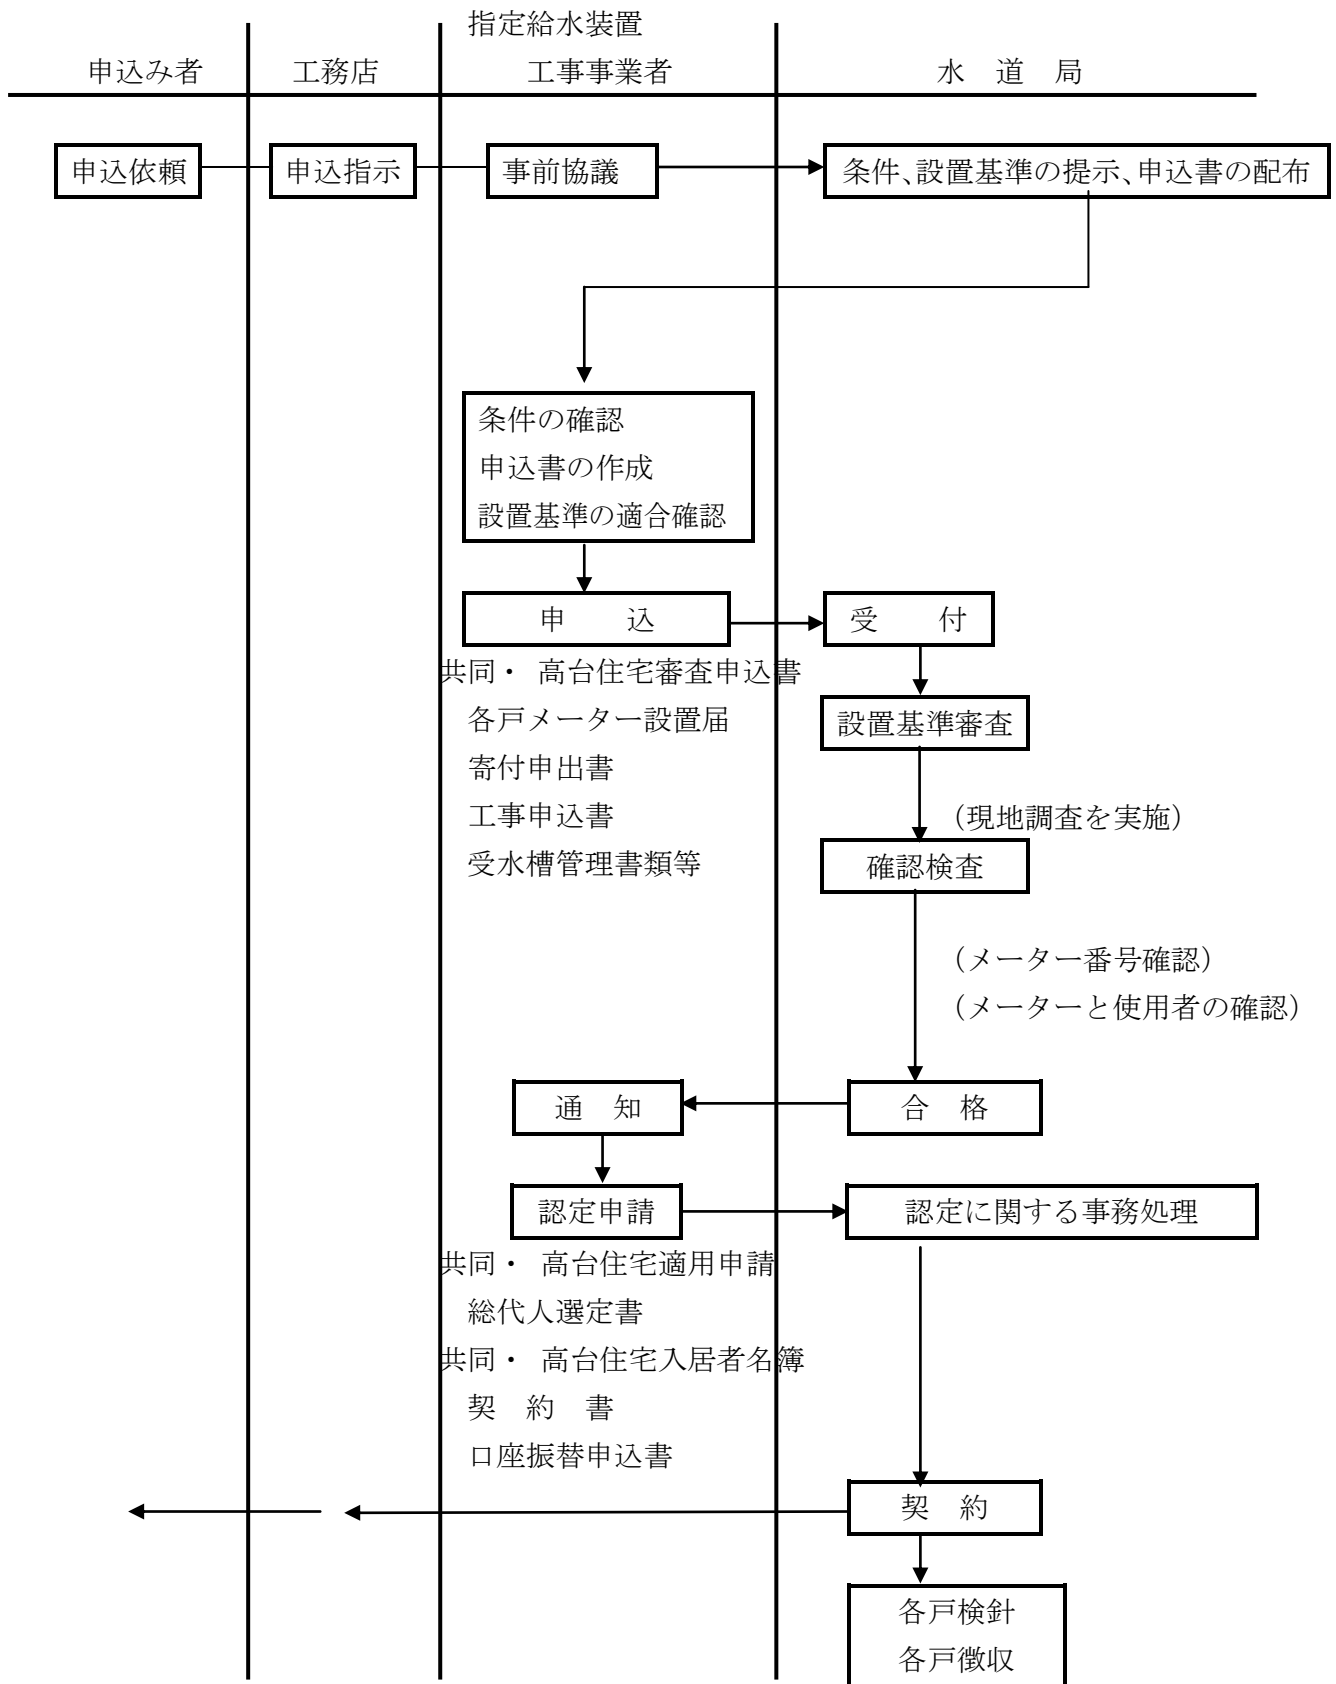 指定給水装置
申込み者 工務店 工事事業者 水 道 局
申込依頼 申込指示 事前協議 条件、設置基準の提示、申込書の配布
条件の確認
申込書の作成
設置基準の適合確認
申 込 受 付
共同・ 高台住宅審査申込書
各戸メーター設置届 設置基準審査
寄付申出書
工事申込書 (現地調査を実施)
受水槽管理書類等 確認検査
(メーター番号確認)
(メーターと使用者の確認)
通 知 合 格
認定申請 認定に関する事務処理
共同・ 高台住宅適用申請
総代人選定書
共同・ 高台住宅入居者名簿
契 約 書
口座振替申込書
契 約
各戸検針
各戸徴収